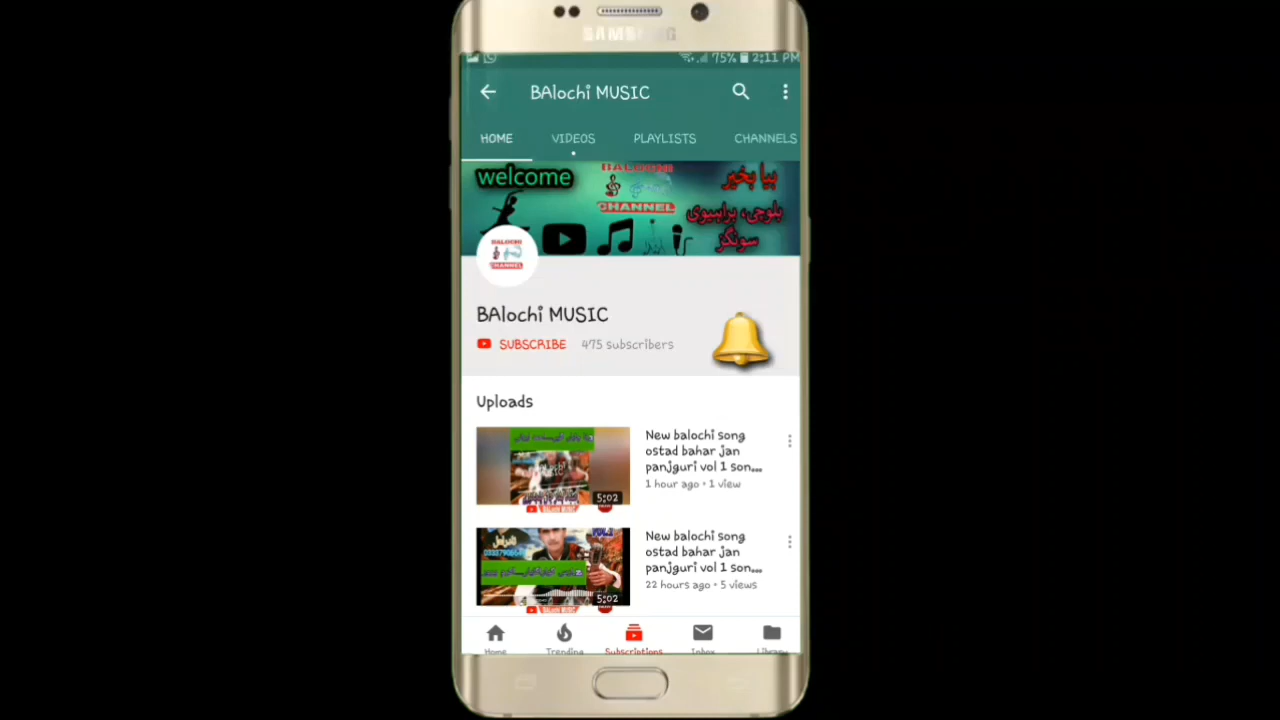 SAMSUNG
75% 2:11 PM
BAlochi MUSIC
HOME VIDEOS PLAYLISTS CHANNELS
welcome
BALOCHI
CHANNEL
بیا بخیر
بلوچی، براہیوی
سونگز
BALOCHI
CHANNEL
BAlochi MUSIC
SUBSCRIBE 475 subscribers
Uploads
New balochi song
ostad bahar jan
panjguri vol 1 son...
1 hour ago • 1 view
5:02
New balochi song
ostad bahar jan
panjguri vol 1 son...
22 hours ago • 5 views
5:02
Home Trending Subscriptions Inbox Library